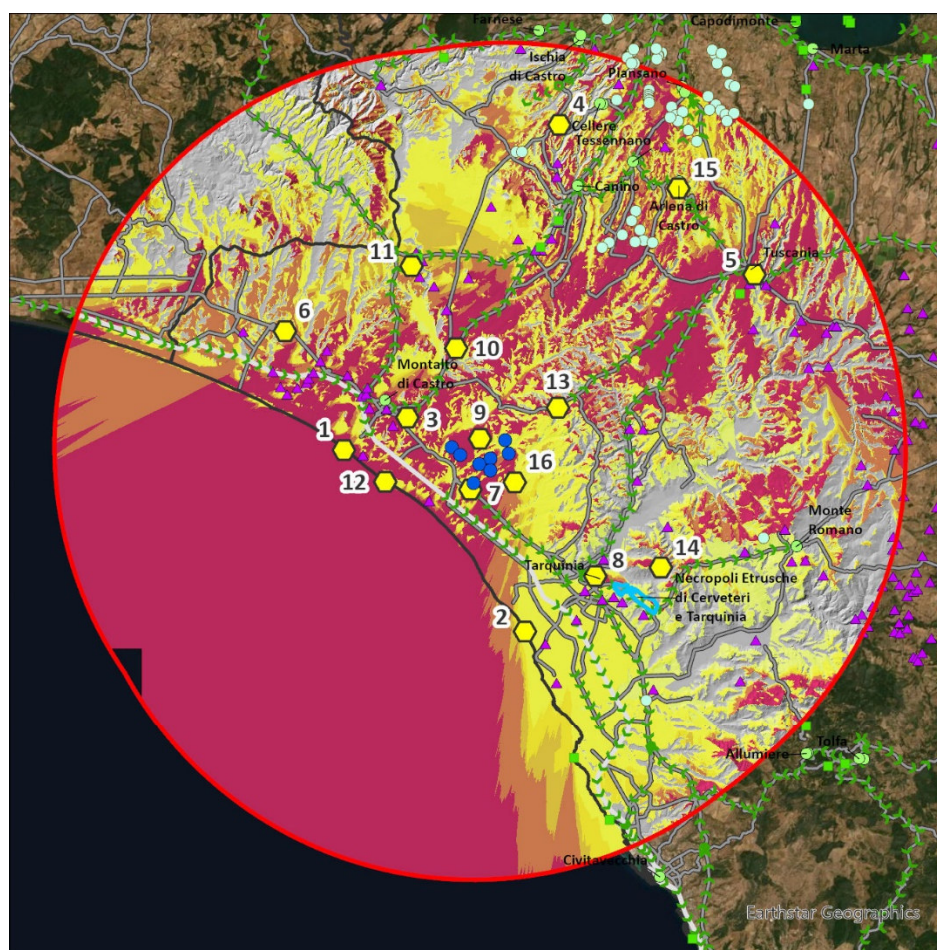 Farnese
Capodimonte
Ischia
di Castro
Marta
Piansano
4
Cellere
Tessennano
15
Canino
Arlena di
Castro
11
5
Tuscania
6
10
Montalto
di Castro
13
3
9
1
16
12
7
Monte
Romano
14
8
Tarquinia
Necropoli Etrusche
di Cerveteri
e Tarquinia
2
Tolfa
Allumiere
Civitavecchia
Earthstar Geographics